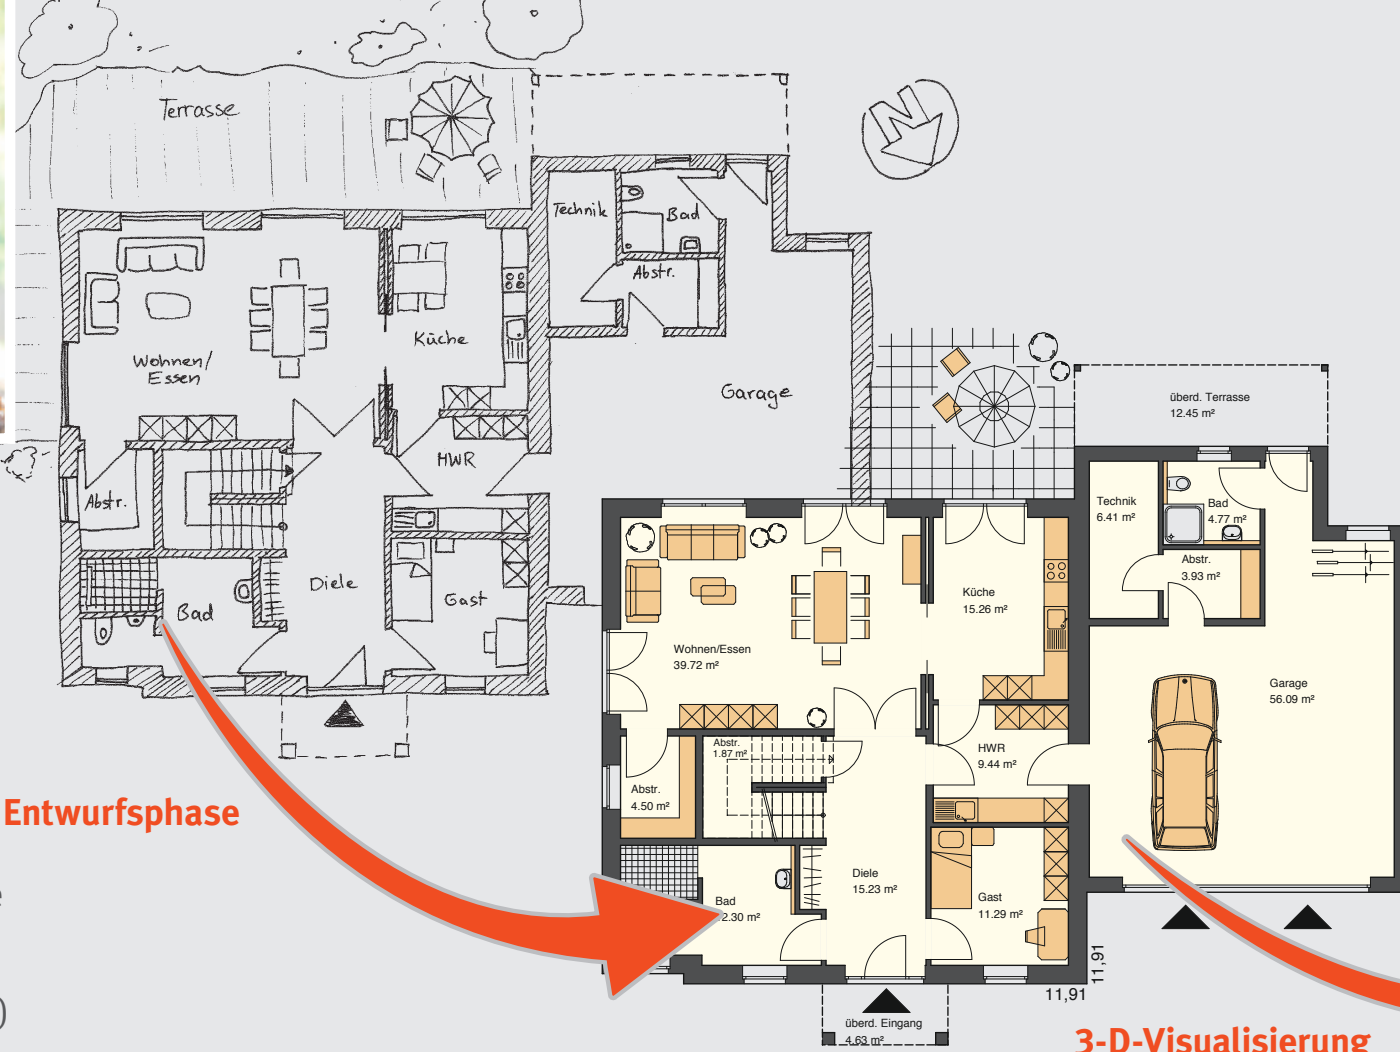 Terrasse
N
Technik
Bad
Abstr.
Küche
Wohnen/
Essen
Garage
HWR
Abstr.
Diele
Bad
Gast
Entwurfsphase
überd. Terrasse
12.45 m²
Technik
6.41 m²
Bad
4.77 m²
Abstr.
3.93 m²
Küche
15.26 m²
Wohnen/Essen
39.72 m²
Garage
56.09 m²
Abstr.
1.87 m²
HWR
9.44 m²
Abstr.
4.50 m²
Diele
15.23 m²
Bad
2.30 m²
Gast
11.29 m²
11,91
11,91
überd. Eingang
4.63 m²
3-D-Visualisierung